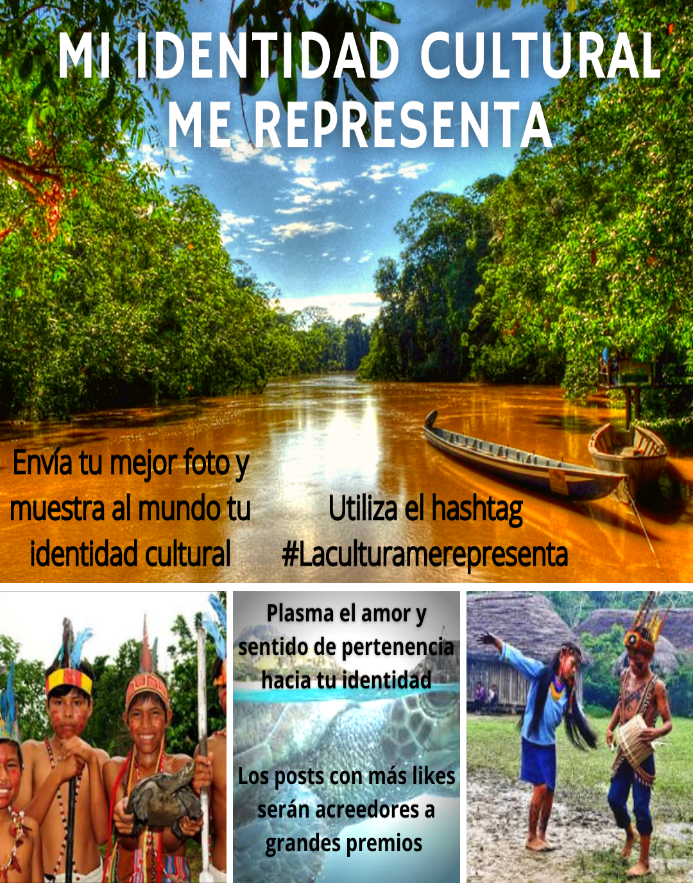 MI IDENTIDAD CULTURAL
ME REPRESENTA
Envía tu mejor foto y
muestra al mundo tu
identidad cultural
Utiliza el hashtag
#Laculturamerepresenta
Plasma el amor y
sentido de pertenencia
hacia tu identidad
Los posts con más likes
serán acreedores a
grandes premios